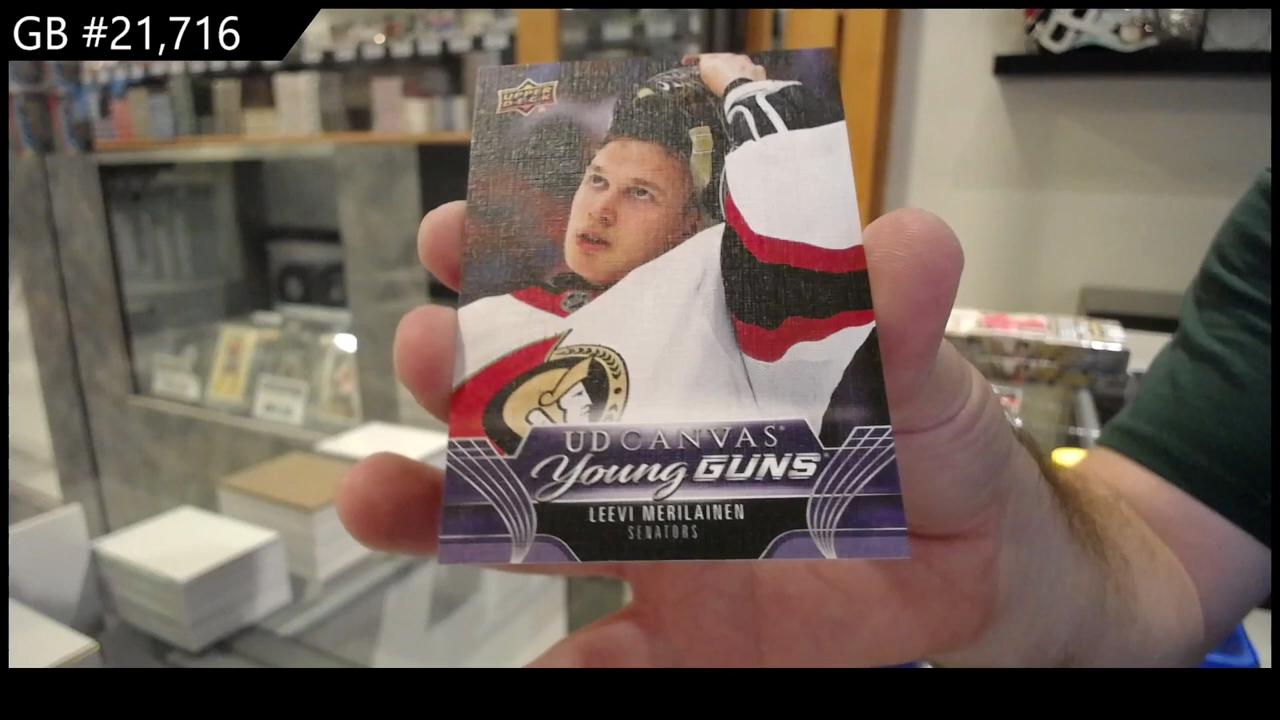 GB #21,716
UPPER
DECK
UD CANVAS®
Young GUNS®
LEEVI MERILAINEN
SENATORS